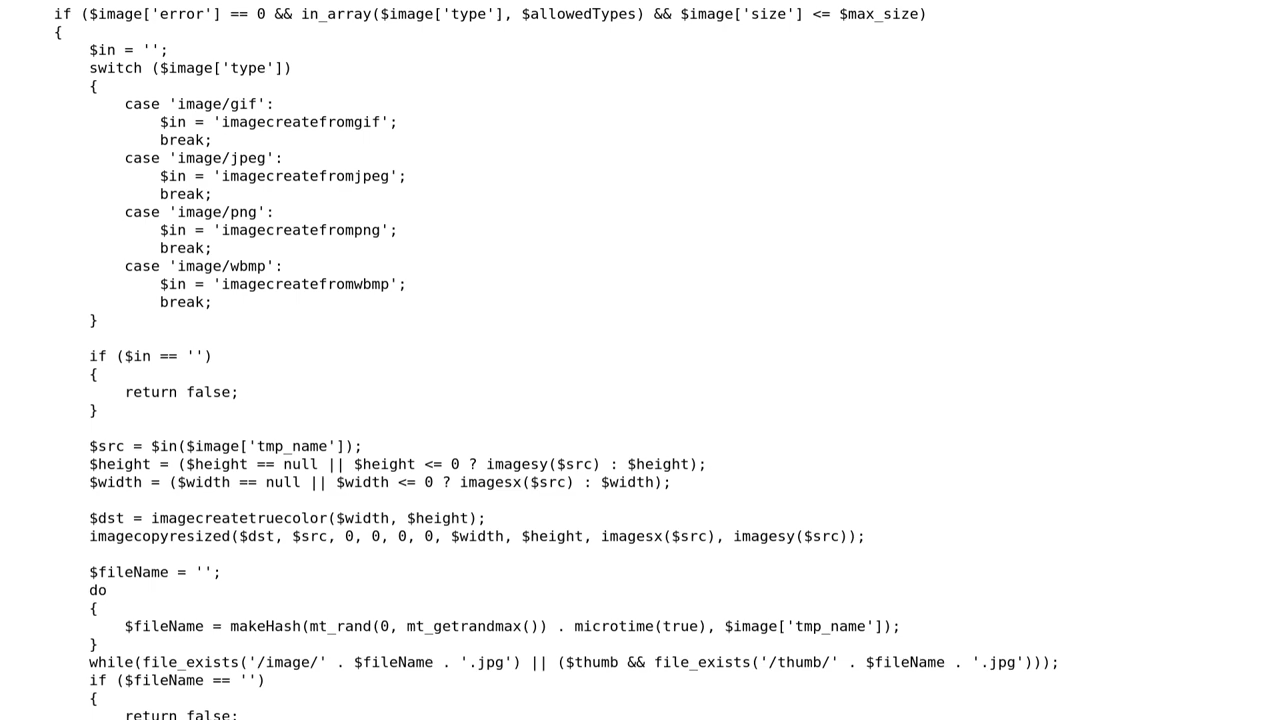 if ($image['error'] == 0 && in_array($image['type'], $allowedTypes) && $image['size'] <= $max_size)
{
$in = '';
switch ($image['type'])
{
case 'image/gif':
$in = 'imagecreatefromgif';
break;
case 'image/jpeg':
$in = 'imagecreatefromjpeg';
break;
case 'image/png':
$in = 'imagecreatefrompng';
break;
case 'image/wbmp':
$in = 'imagecreatefromwbmp';
break;
}
if ($in == '')
{
return false;
}
$src = $in($image['tmp_name']);
$height = ($height == null || $height <= 0 ? imagesy($src) : $height);
$width = ($width == null || $width <= 0 ? imagesx($src) : $width);
$dst = imagecreatetruecolor($width, $height);
imagecopyresized($dst, $src, 0, 0, 0, 0, $width, $height, imagesx($src), imagesy($src));
$fileName = '';
do
{
$fileName = makeHash(mt_rand(0, mt_getrandmax()) . microtime(true), $image['tmp_name']);
}
while(file_exists('/image/' . $fileName . '.jpg') || ($thumb && file_exists('/thumb/' . $fileName . '.jpg')));
if ($fileName == '')
{
return false;